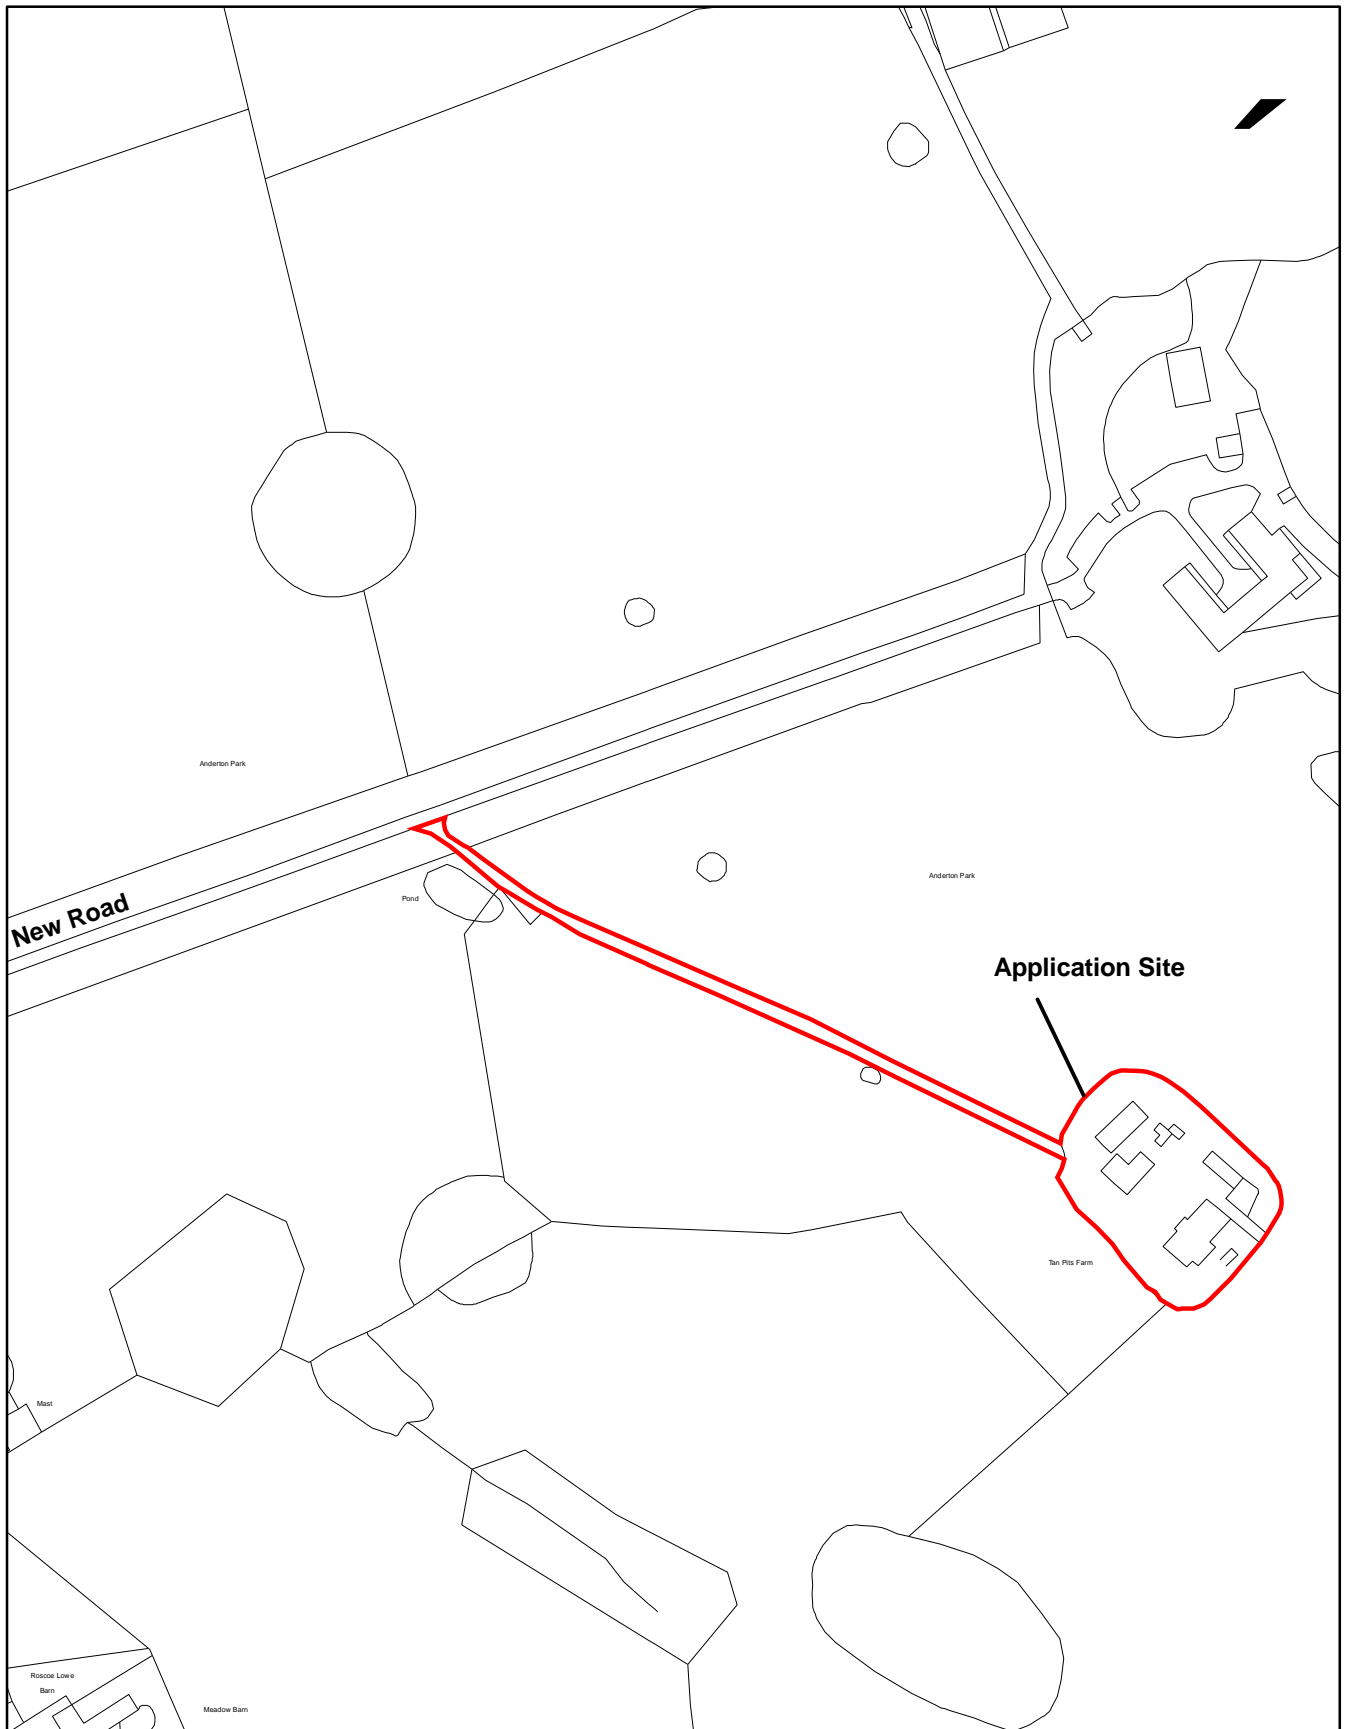 Anderton Park
Anderton Park
Pond
New Road
Application Site
Tan Pits Farm
Mast
Roscoe Lowe
Barn
Meadow Barn